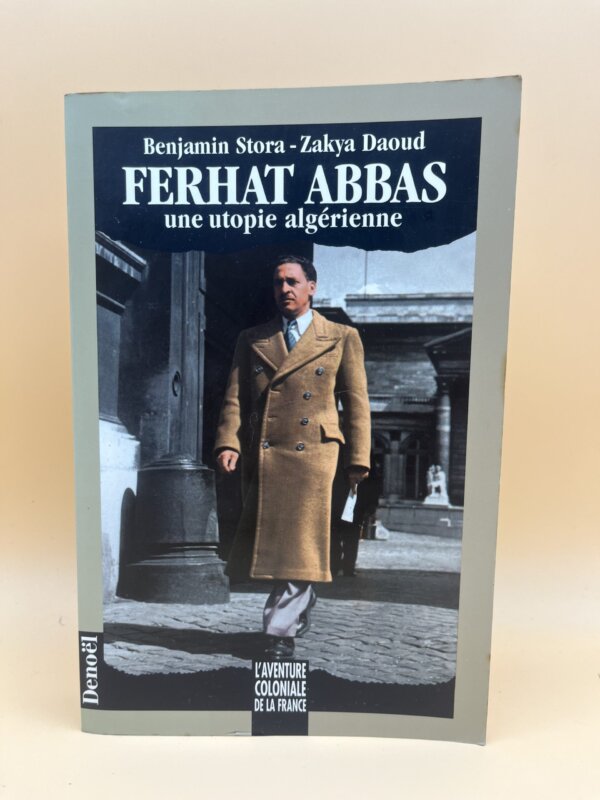 Benjamin Stora - Zakya Daoud
FERHAT ABBAS
une utopie algérienne
Denoël
L'AVENTURE
COLONIALE
DE LA FRANCE